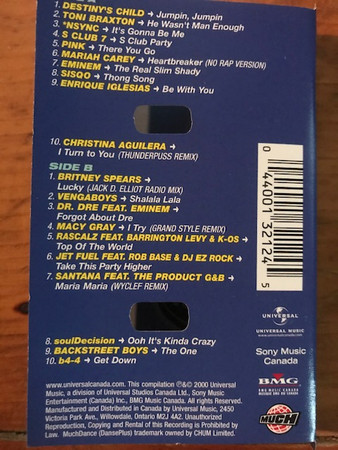 1. DESTINY'S CHILD → Jumpin, Jumpin
2. TONI BRAXTON → He Wasn't Man Enough
3. *NSYNC → It's Gonna Be Me
4. S CLUB 7 → S Club Party
5. PINK → There You Go
6. MARIAH CAREY → Heartbreaker (NO RAP VERSION)
7. EMINEM → The Real Slim Shady
8. SISQO → Thong Song
9. ENRIQUE IGLESIAS → Be With You
10. CHRISTINA AGUILERA →
I Turn to You (THUNDERPUSS REMIX)
SIDE B
1. BRITNEY SPEARS →
Lucky (JACK D. ELLIOT RADIO MIX)
2. VENGABOYS → Shalala Lala
3. DR. DRE FEAT. EMINEM →
Forgot About Dre
4. MACY GRAY → I Try (GRAND STYLE REMIX)
5. RASCALZ FEAT. BARRINGTON LEVY & K-OS →
Top Of The World
6. JET FUEL FEAT. ROB BASE & DJ EZ ROCK →
Take This Party Higher
7. SANTANA FEAT. THE PRODUCT G&B →
Maria Maria (WYCLEF REMIX)
8. soulDecision → Ooh It's Kinda Crazy
9. BACKSTREET BOYS → The One
10. b4-4 → Get Down
0 44001 32124 5
UNIVERSAL
UNIVERSAL MUSIC
Sony Music
Canada
BMG
BMG MUSIC CANADA
MUCH
www.universalcanada.com. This compilation ℗&© 2000 Universal
Music, a division of Universal Studios Canada Ltd., Sony Music
Entertainment (Canada) Inc., BMG Music Canada. All Rights Reserved.
Manufactured and Distributed in Canada by Universal Music, 2450
Victoria Park Ave., Willowdale, Ontario M2J 4A2. Unauthorized
Reproduction, Copying and Rental of this Recording is Prohibited by
Law. MuchDance (DansePlus) trademark owned by CHUM Limited.